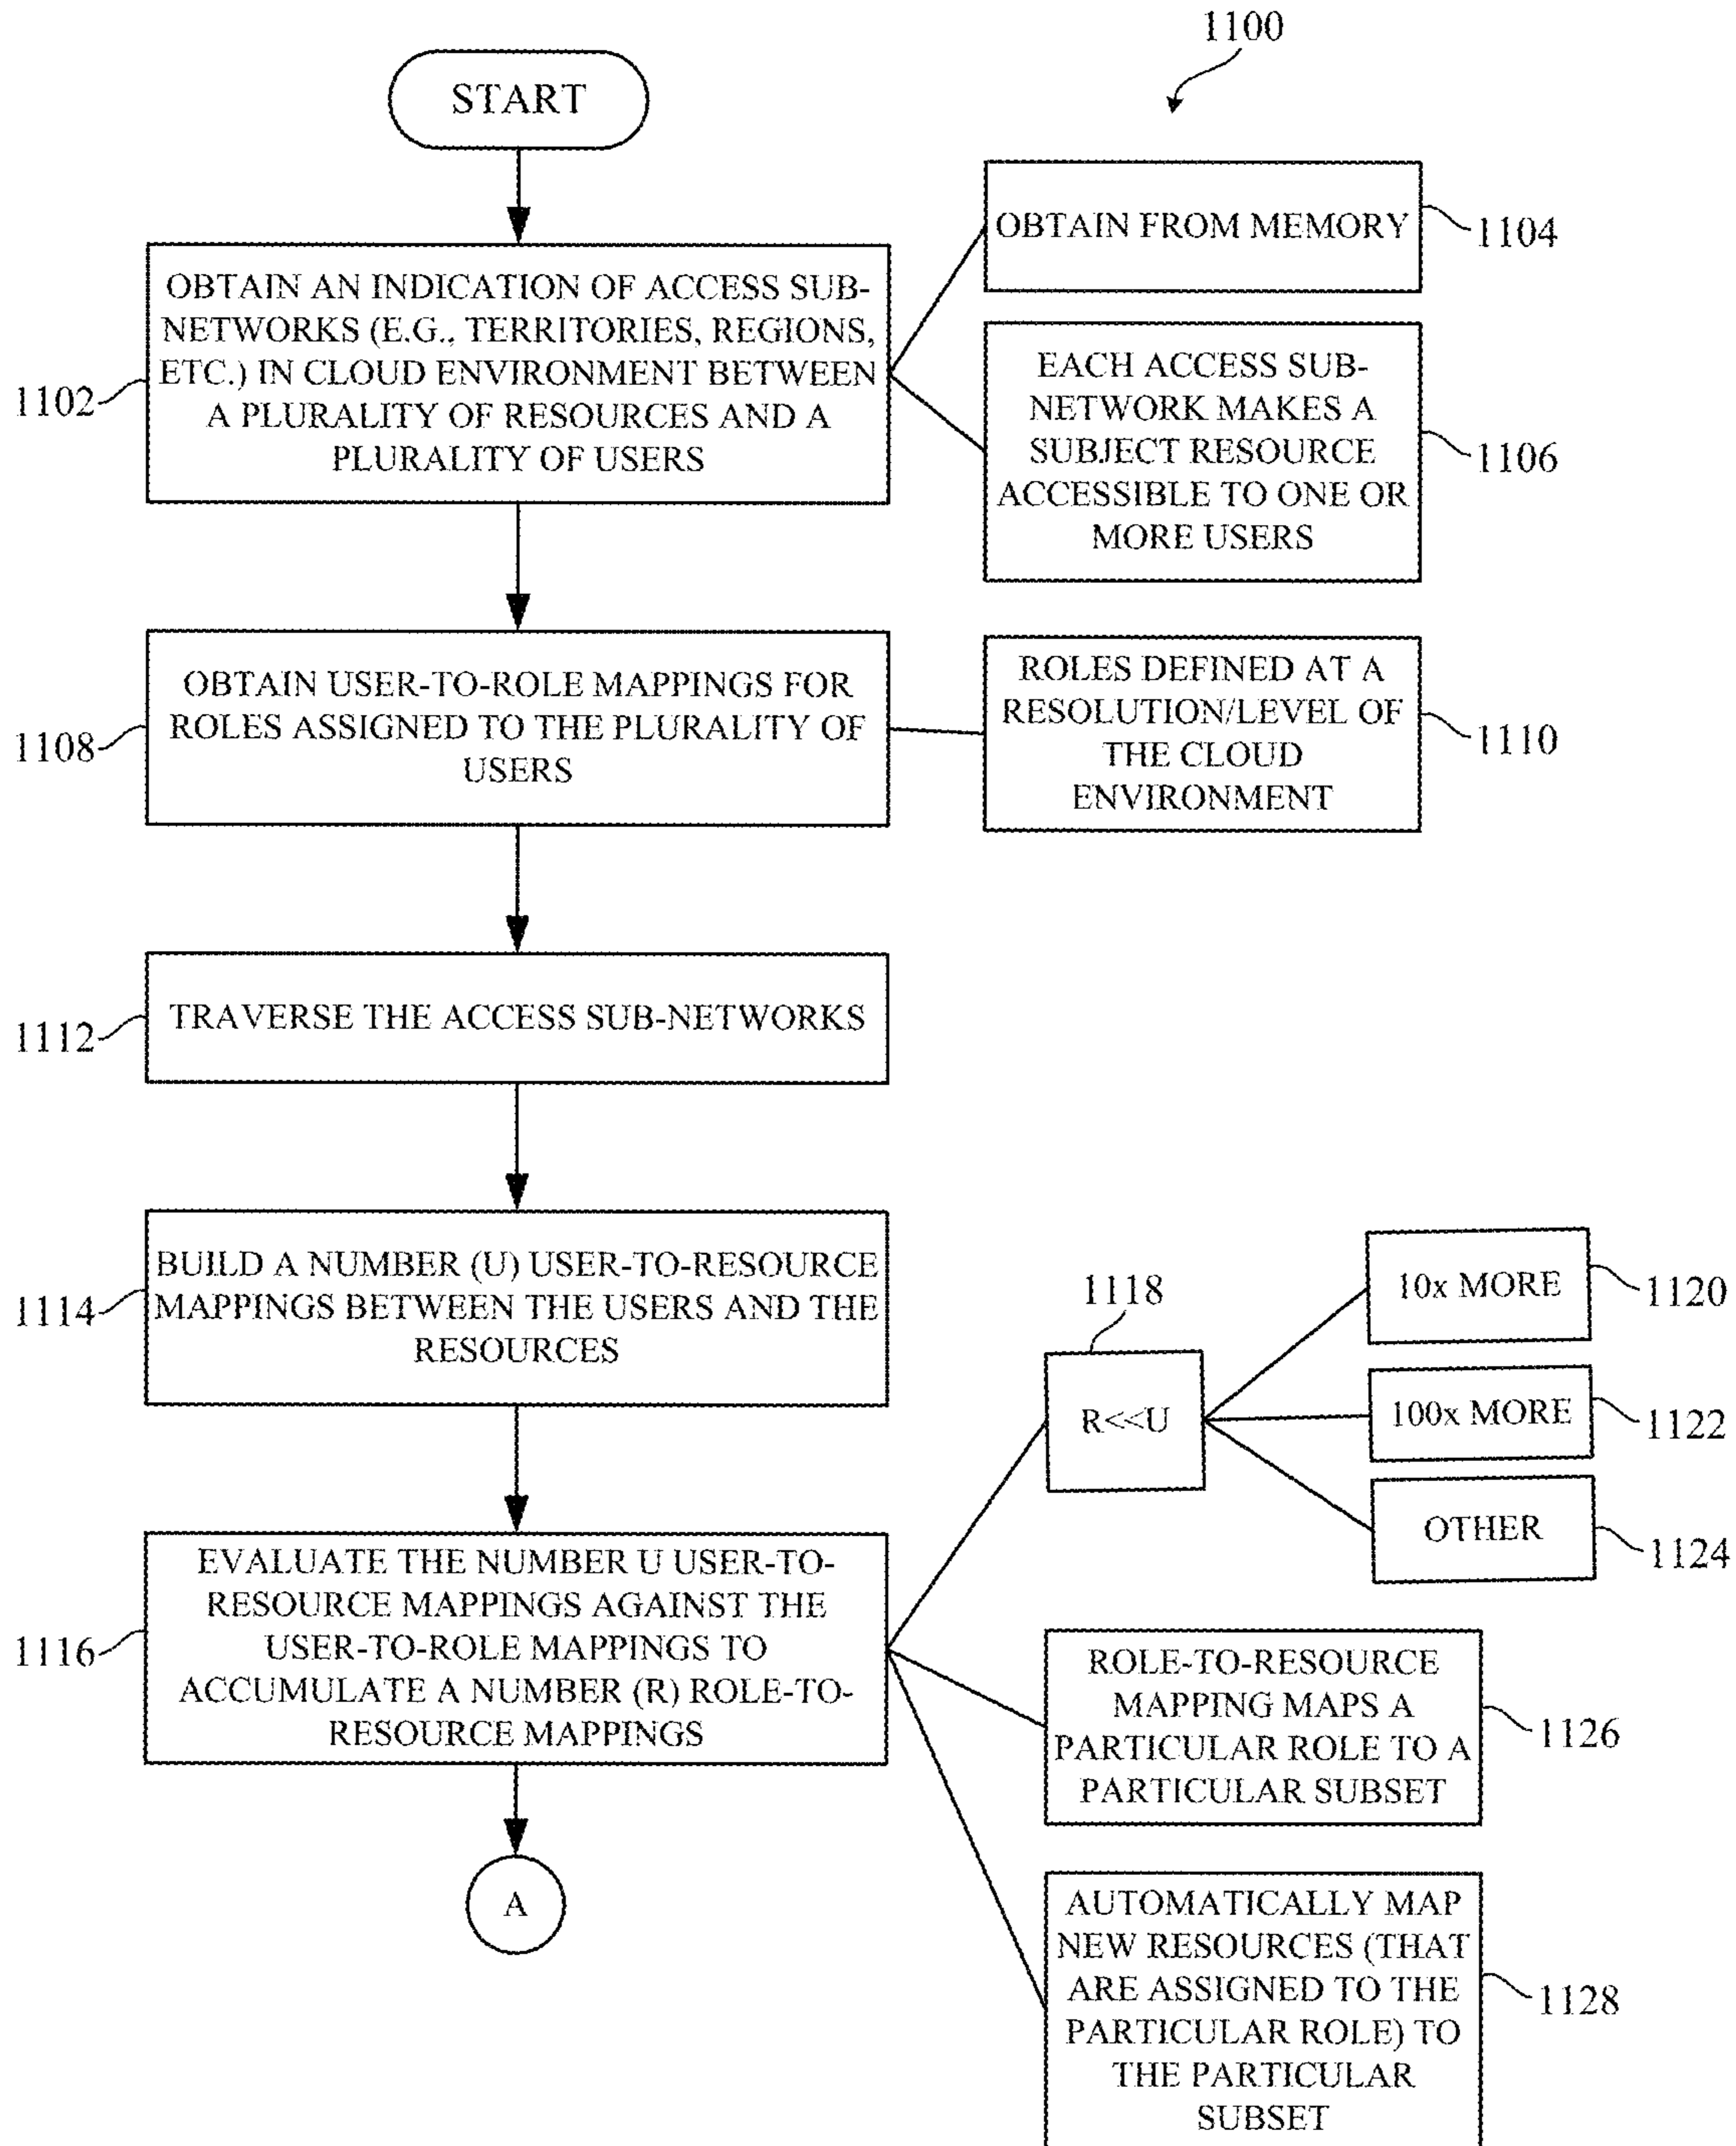 1100
START
OBTAIN FROM MEMORY
1104
OBTAIN AN INDICATION OF ACCESS SUB-
NETWORKS (E.G., TERRITORIES, REGIONS,
ETC.) IN CLOUD ENVIRONMENT BETWEEN
A PLURALITY OF RESOURCES AND A
PLURALITY OF USERS
1102
EACH ACCESS SUB-
NETWORK MAKES A
SUBJECT RESOURCE
ACCESSIBLE TO ONE OR
MORE USERS
1106
OBTAIN USER-TO-ROLE MAPPINGS FOR
ROLES ASSIGNED TO THE PLURALITY OF
USERS
1108
ROLES DEFINED AT A
RESOLUTION/LEVEL OF
THE CLOUD
ENVIRONMENT
1110
TRAVERSE THE ACCESS SUB-NETWORKS
1112
BUILD A NUMBER (U) USER-TO-RESOURCE
MAPPINGS BETWEEN THE USERS AND THE
RESOURCES
1114
1118
R<<U
10x MORE
1120
100x MORE
1122
OTHER
1124
EVALUATE THE NUMBER U USER-TO-
RESOURCE MAPPINGS AGAINST THE
USER-TO-ROLE MAPPINGS TO
ACCUMULATE A NUMBER (R) ROLE-TO-
RESOURCE MAPPINGS
1116
ROLE-TO-RESOURCE
MAPPING MAPS A
PARTICULAR ROLE TO A
PARTICULAR SUBSET
1126
A
AUTOMATICALLY MAP
NEW RESOURCES (THAT
ARE ASSIGNED TO THE
PARTICULAR ROLE) TO
THE PARTICULAR
SUBSET
1128